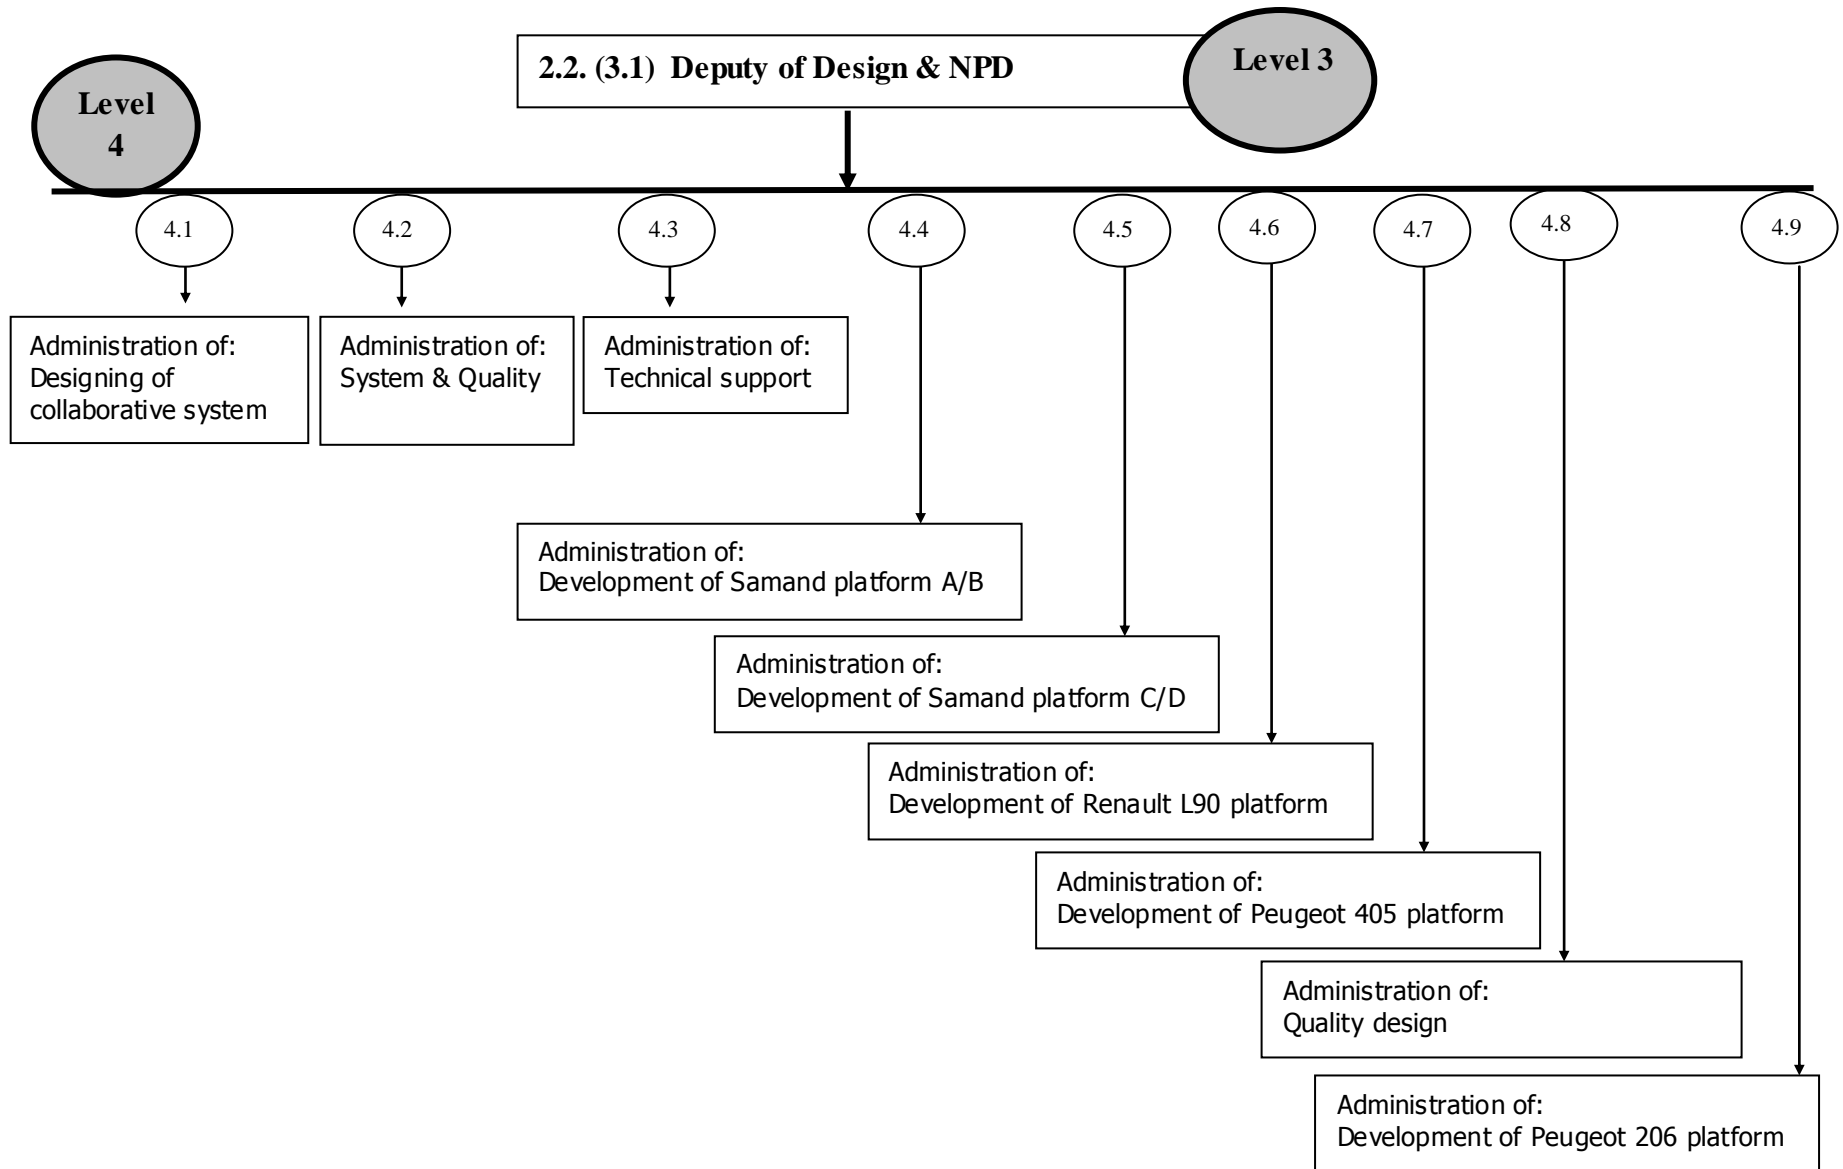 2.2. (3.1) Deputy of Design & NPD
Level 3
Level
4
4.1
4.2
4.3
4.4
4.5
4.6
4.7
4.8
4.9
Administration of:
Designing of
collaborative system
Administration of:
System & Quality
Administration of:
Technical support
Administration of:
Development of Samand platform A/B
Administration of:
Development of Samand platform C/D
Administration of:
Development of Renault L90 platform
Administration of:
Development of Peugeot 405 platform
Administration of:
Quality design
Administration of:
Development of Peugeot 206 platform